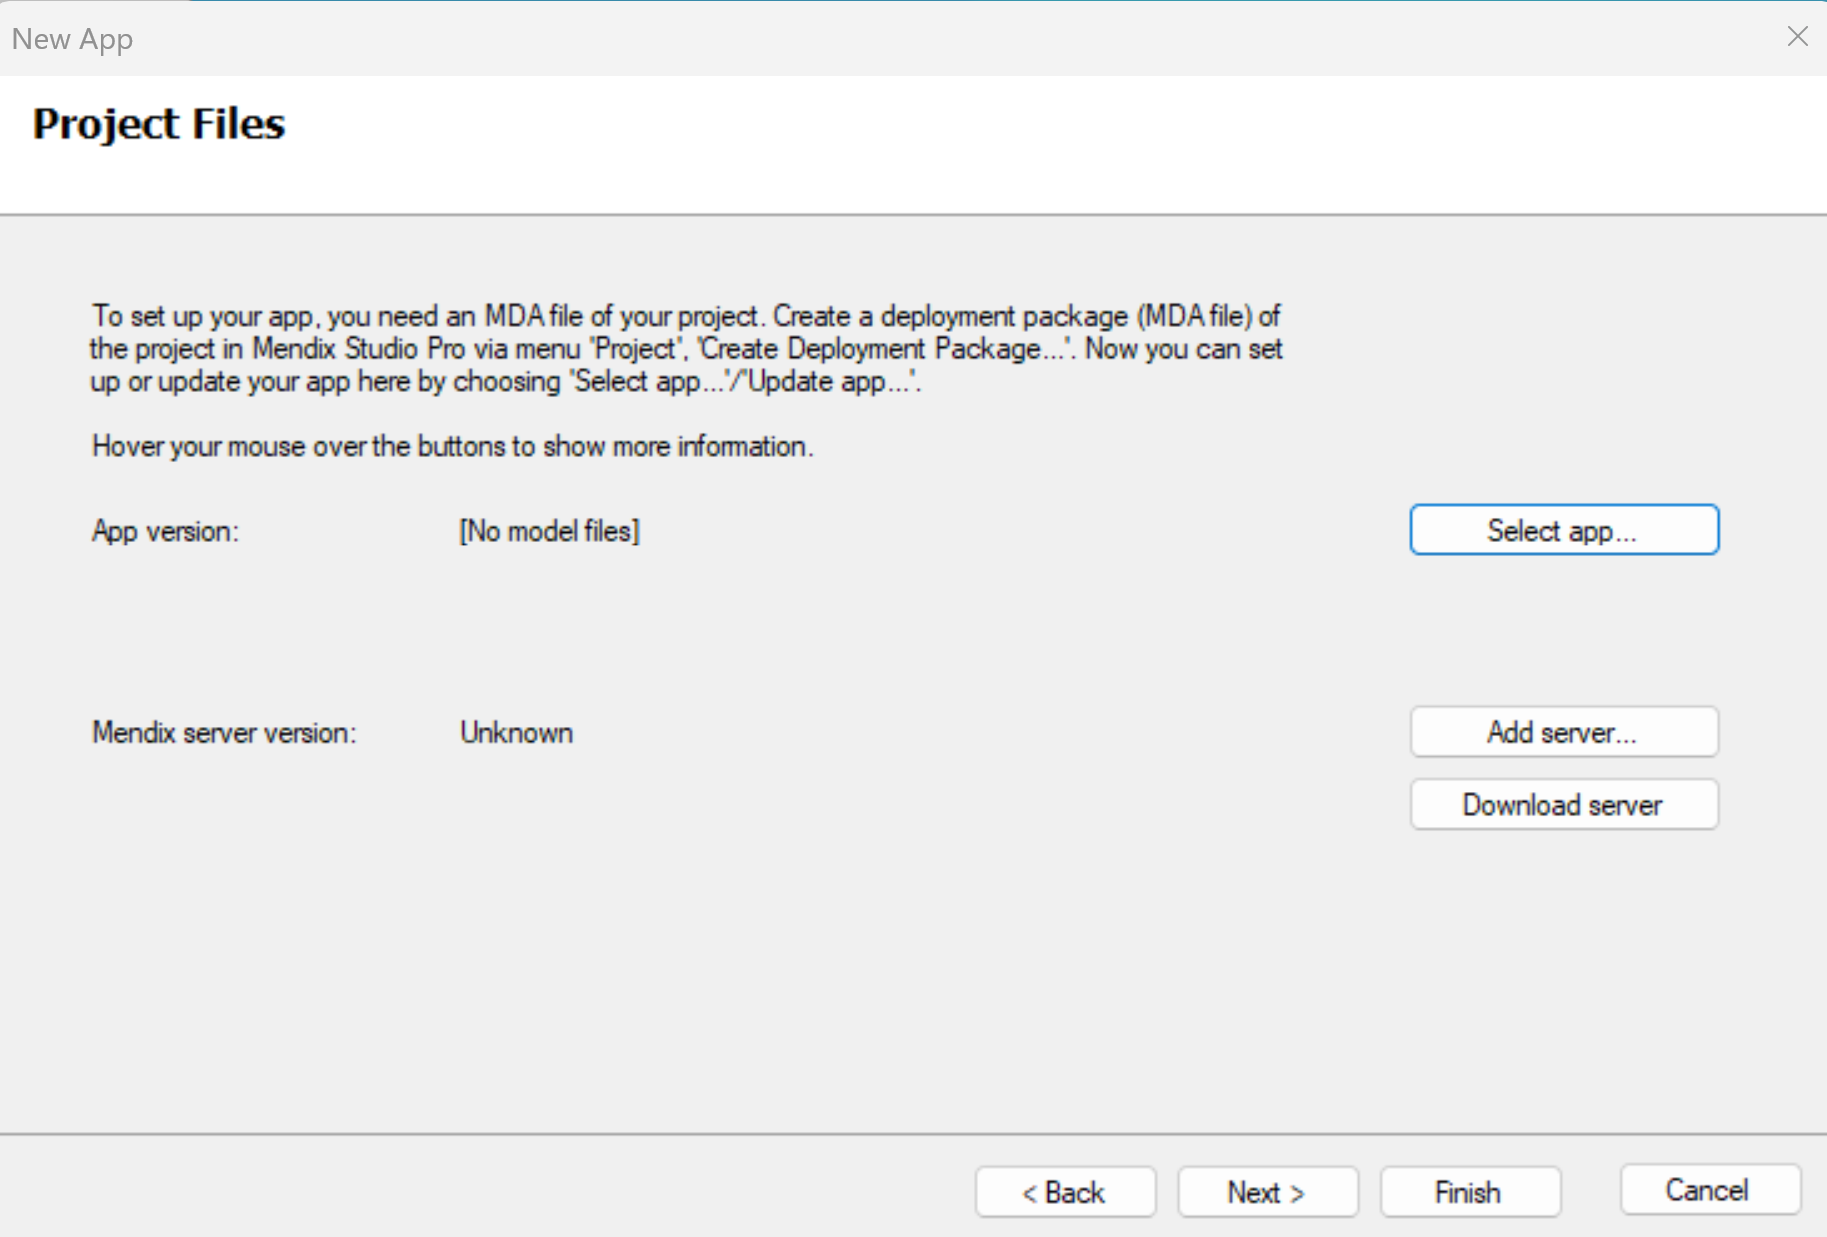 New App
Project Files
To set up your app, you need an MDA file of your project. Create a deployment package (MDA file) of
the project in Mendix Studio Pro via menu 'Project', 'Create Deployment Package...'. Now you can set
up or update your app here by choosing 'Select app...'/'Update app...'.
Hover your mouse over the buttons to show more information.
App version: [No model files] Select app...
Mendix server version: Unknown Add server...
Download server
< Back Next > Finish Cancel